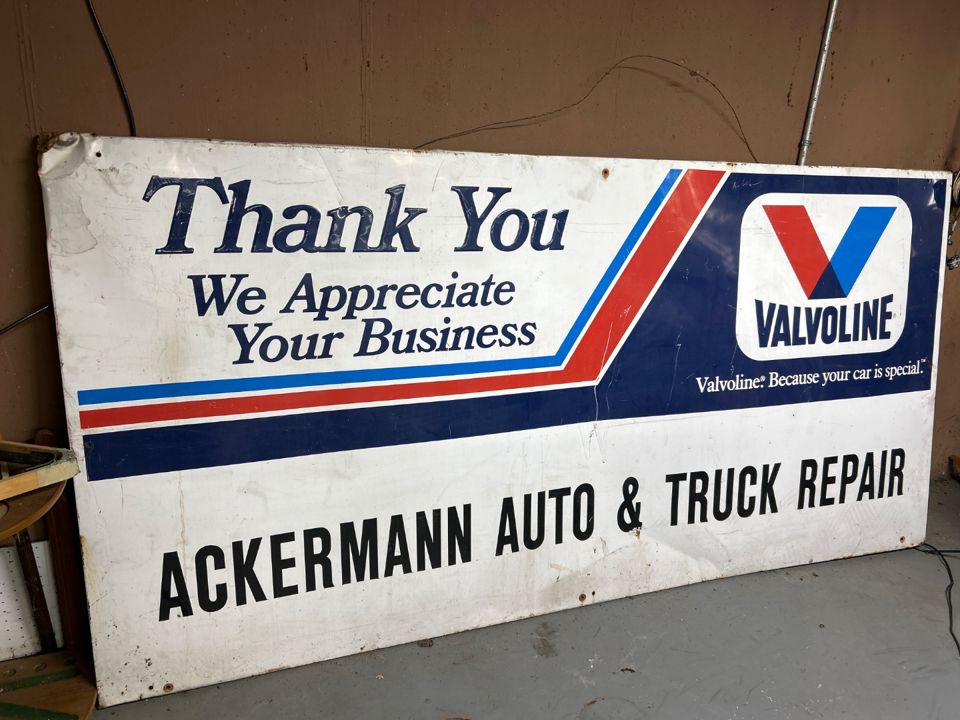 Thank You
We Appreciate
Your Business
VALVOLINE
Valvoline® Because your car is special.™
ACKERMANN AUTO & TRUCK REPAIR